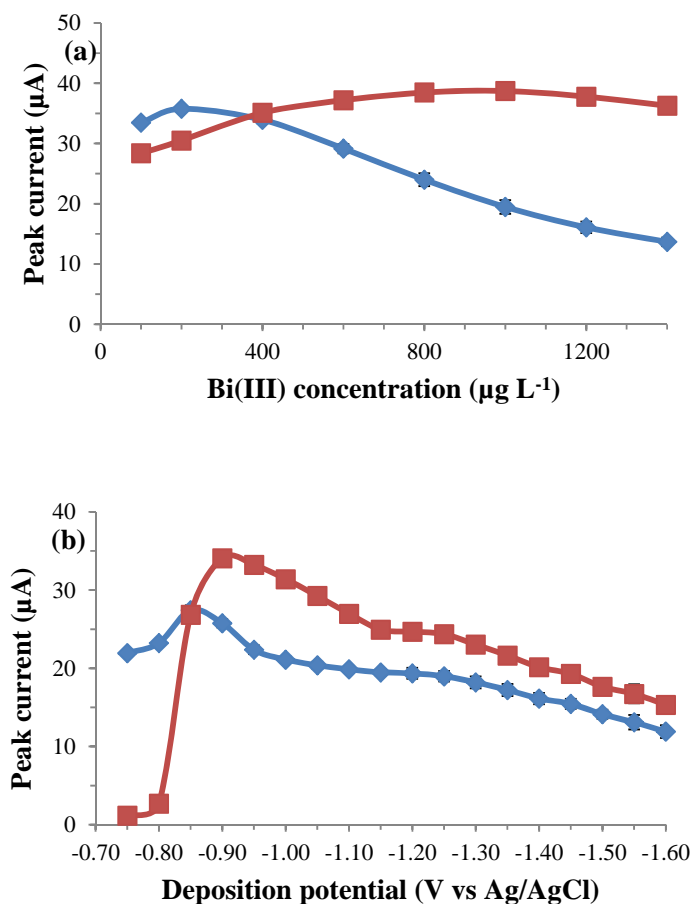 (a)
Peak current (µA)
50
40
30
20
10
0
0 400 800 1200
Bi(III) concentration (µg L-1)
(b)
Peak current (µA)
40
30
20
10
0
-0.70 -0.80 -0.90 -1.00 -1.10 -1.20 -1.30 -1.40 -1.50 -1.60
Deposition potential (V vs Ag/AgCl)